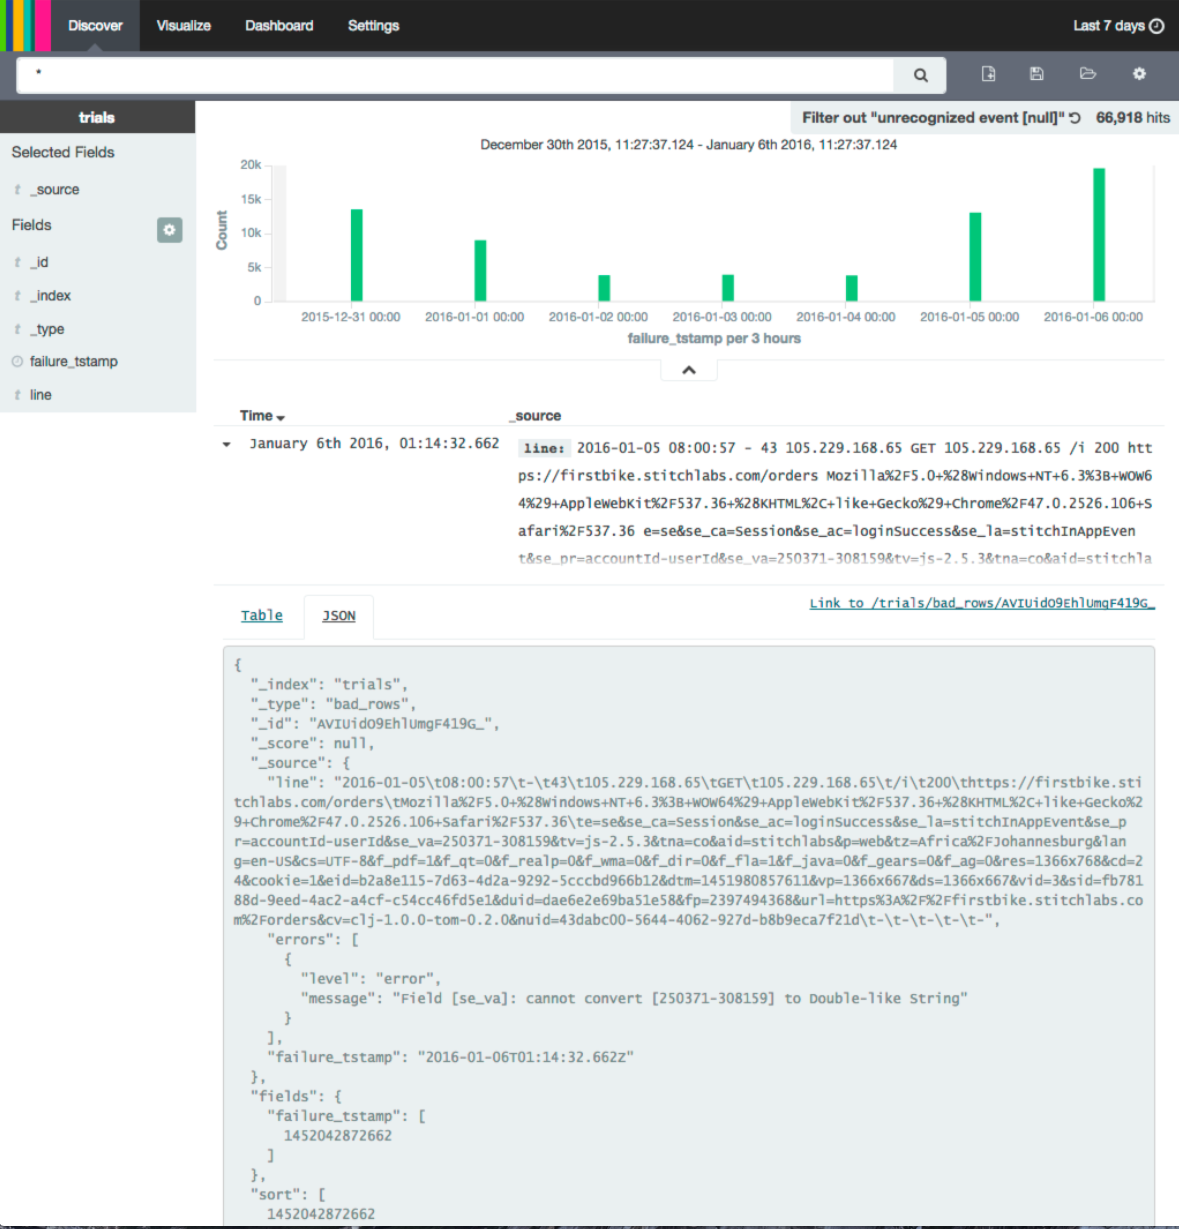 Discover Visualize Dashboard Settings Last 7 days
*
trials
Selected Fields
t _source
Fields
t _id
t _index
t _type
failure_tstamp
t line
Filter out "unrecognized event [null]" 66,918 hits
December 30th 2015, 11:27:37.124 - January 6th 2016, 11:27:37.124
Count
20k
15k
10k
5k
0
2015-12-31 00:00 2016-01-01 00:00 2016-01-02 00:00 2016-01-03 00:00 2016-01-04 00:00 2016-01-05 00:00 2016-01-06 00:00
failure_tstamp per 3 hours
Time _source
January 6th 2016, 01:14:32.662
line: 2016-01-05 08:00:57 - 43 105.229.168.65 GET 105.229.168.65 /i 200 htt
ps://firstbike.stitchlabs.com/orders Mozilla%2F5.0+%28Windows+NT+6.3%3B+WOW6
4%29+AppleWebKit%2F537.36+%28KHTML%2C+like+Gecko%29+Chrome%2F47.0.2526.106+S
afari%2F537.36 e=se&se_ca=Session&se_ac=loginSuccess&se_la=stitchInAppEven
t&se_pr=accountId-userId&se_va=250371-308159&tv=js-2.5.3&tna=co&aid=stitchla
Table JSON Link to /trials/bad_rows/AVIUidO9EhlUmgF419G_
{
"_index": "trials",
"_type": "bad_rows",
"_id": "AVIUidO9EhlUmgF419G_",
"_score": null,
"_source": {
"line": "2016-01-05\t08:00:57\t-\t43\t105.229.168.65\tGET\t105.229.168.65\t/i\t200\thttps://firstbike.sti
tchlabs.com/orders\tMozilla%2F5.0+%28Windows+NT+6.3%3B+WOW64%29+AppleWebKit%2F537.36+%28KHTML%2C+like+Gecko%2
9+Chrome%2F47.0.2526.106+Safari%2F537.36\te=se&se_ca=Session&se_ac=loginSuccess&se_la=stitchInAppEvent&se_p
r=accountId-userId&se_va=250371-308159&tv=js-2.5.3&tna=co&aid=stitchlabs&p=web&tz=Africa%2FJohannesburg&lan
g=en-US&cs=UTF-8&f_pdf=1&f_qt=0&f_realp=0&f_wma=0&f_dir=0&f_fla=1&f_java=0&f_gears=0&f_ag=0&res=1366x768&cd=2
4&cookie=1&eid=b2a8e115-7d63-4d2a-9292-5cccbd966b12&dtm=1451980857611&vp=1366x667&ds=1366x667&vid=3&sid=fb781
88d-9eed-4ac2-a4cf-c54cc46fd5e1&duid=dae6e2e69ba51e58&fp=2397494368&url=https%3A%2F%2Ffirstbike.stitchlabs.co
m%2Forders&cv=clj-1.0.0-tom-0.2.0&nuid=43dabc00-5644-4062-927d-b8b9eca7f21d\t-\t-\t-\t-\t-",
"errors": [
{
"level": "error",
"message": "Field [se_va]: cannot convert [250371-308159] to Double-like String"
}
],
"failure_tstamp": "2016-01-06T01:14:32.662Z"
},
"fields": {
"failure_tstamp": [
1452042872662
]
},
"sort": [
1452042872662